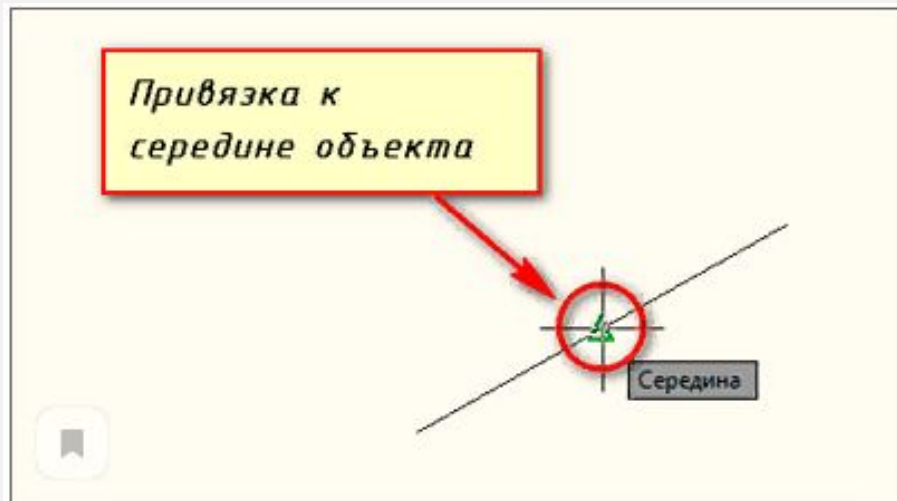 Привязка к
середине объекта
Середина